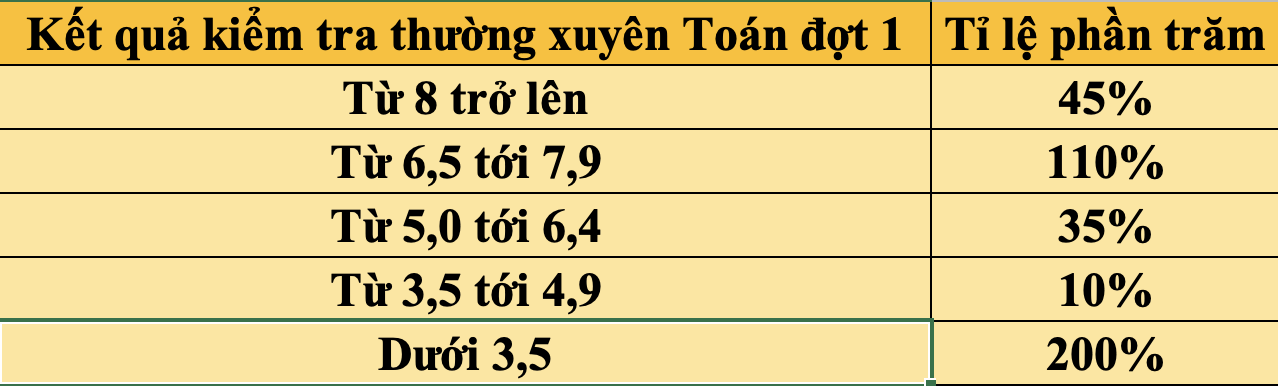 Kết quả kiểm tra thường xuyên Toán đợt 1 Tỉ lệ phần trăm
Từ 8 trở lên 45%
Từ 6,5 tới 7,9 110%
Từ 5,0 tới 6,4 35%
Từ 3,5 tới 4,9 10%
Dưới 3,5 200%